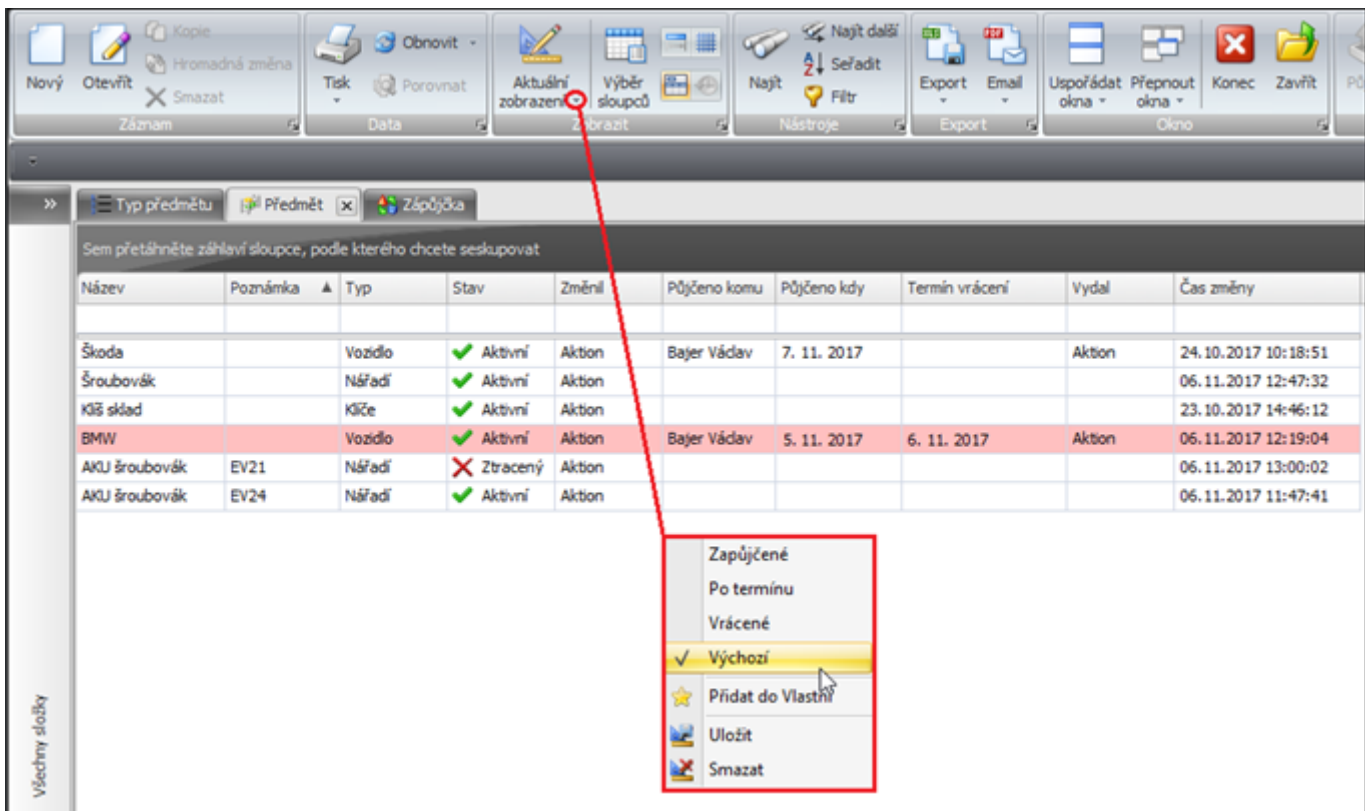 Nový
Otevřít
Kopie
Hromadná změna
Smazat
Záznam
Tisk
Obnovit
Porovnat
Data
Aktuální
zobrazení
Výběr
sloupců
Zobrazit
Najít
Najít další
Seřadit
Filtr
Nástroje
Export
Email
Export
Uspořádat
okna
Přepnout
okna
Konec
Zavřít
Okno
Typ předmětu
Předmět
Zápůjčka
Sem přetáhněte záhlaví sloupce, podle kterého chcete seskupovat
Název Poznámka Typ Stav Změnil Půjčeno komu Půjčeno kdy Termín vrácení Vydal Čas změny
Škoda Vozidlo Aktivní Aktion Bajer Václav 7. 11. 2017 Aktion 24.10.2017 10:18:51
Šroubovák Nářadí Aktivní Aktion 06.11.2017 12:47:32
Klíš sklad Klíče Aktivní Aktion 23.10.2017 14:46:12
BMW Vozidlo Aktivní Aktion Bajer Václav 5. 11. 2017 6. 11. 2017 Aktion 06.11.2017 12:19:04
AKU šroubovák EV21 Nářadí Ztracený Aktion 06.11.2017 13:00:02
AKU šroubovák EV24 Nářadí Aktivní Aktion 06.11.2017 11:47:41
Zapůjčené
Po termínu
Vrácené
Výchozí
Přidat do Vlastní
Uložit
Smazat
Všechny složky